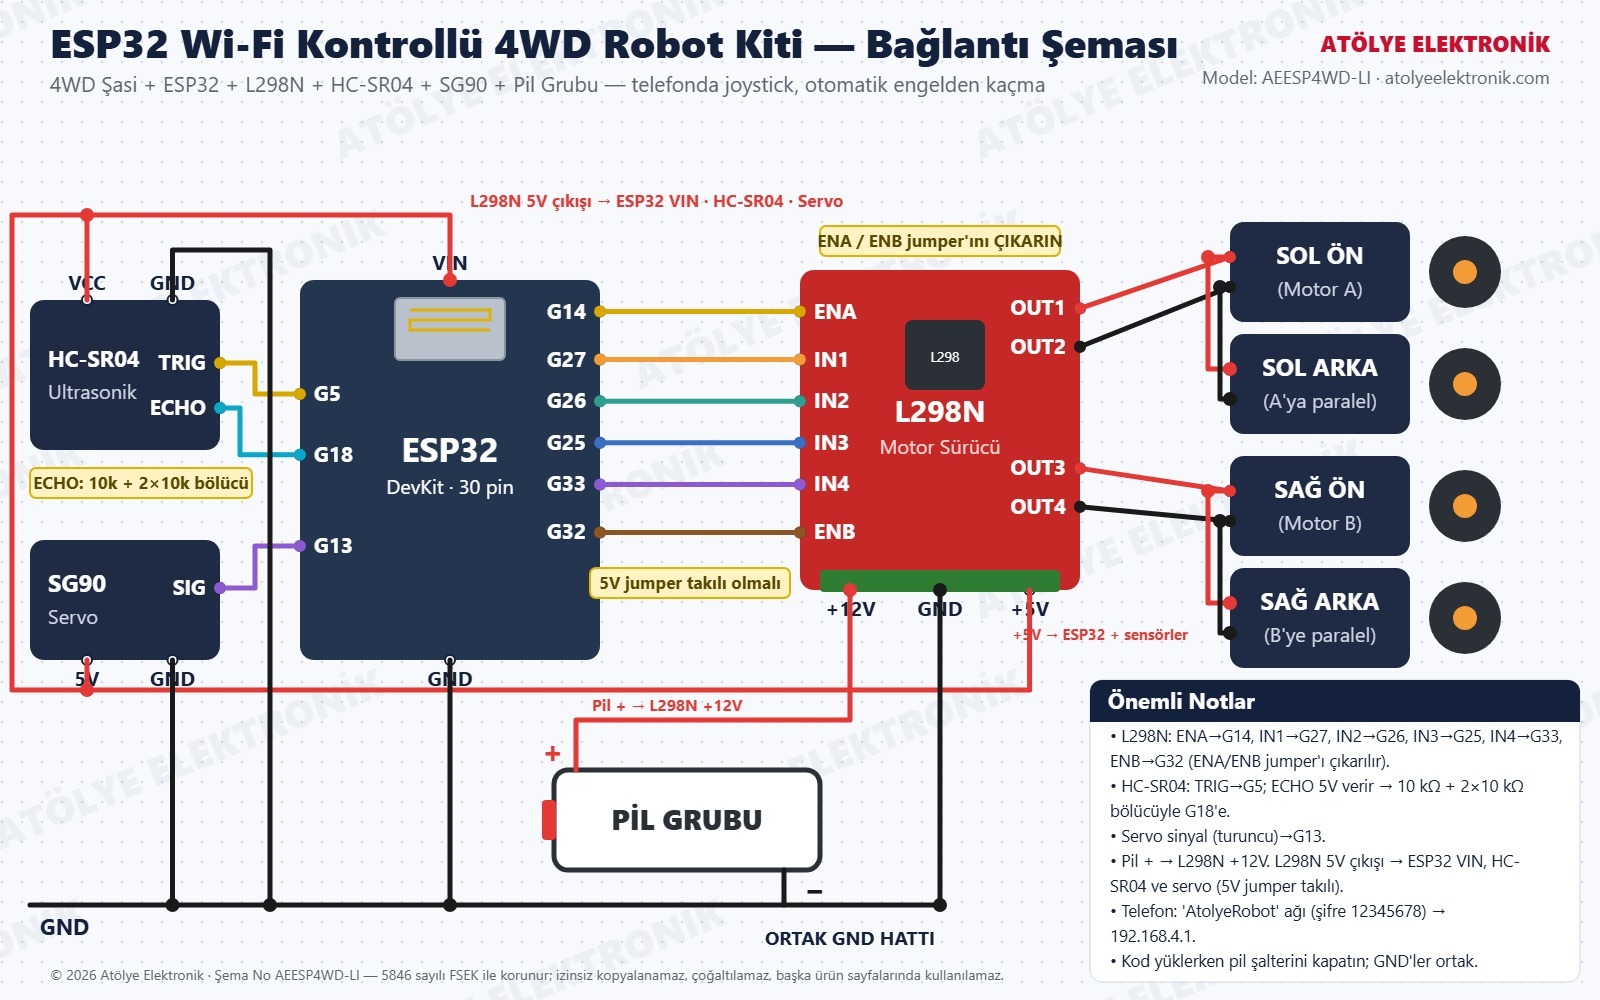 ESP32 Wi-Fi Kontrollü 4WD Robot Kiti — Bağlantı Şeması
ATÖLYE ELEKTRONİK
4WD Şasi + ESP32 + L298N + HC-SR04 + SG90 + Pil Grubu — telefonda joystick, otomatik engelden kaçma
Model: AEESP4WD-LI · atolyeelektronik.com
L298N 5V çıkışı → ESP32 VIN · HC-SR04 · Servo
ENA / ENB jumper'ını ÇIKARIN
VCC
GND
HC-SR04
Ultrasonik
TRIG
ECHO
ECHO: 10k + 2×10k bölücü
SG90
Servo
SIG
5V
GND
VIN
G5
G18
G13
ESP32
DevKit · 30 pin
G14
G27
G26
G25
G33
G32
GND
5V jumper takılı olmalı
ENA
IN1
IN2
IN3
IN4
ENB
L298
L298N
Motor Sürücü
OUT1
OUT2
OUT3
OUT4
+12V
GND
+5V
+5V → ESP32 + sensörler
SOL ÖN
(Motor A)
SOL ARKA
(A'ya paralel)
SAĞ ÖN
(Motor B)
SAĞ ARKA
(B'ye paralel)
Pil + → L298N +12V
+
PİL GRUBU
−
GND
ORTAK GND HATTI
Önemli Notlar
• L298N: ENA→G14, IN1→G27, IN2→G26, IN3→G25, IN4→G33,
ENB→G32 (ENA/ENB jumper'ı çıkarılır).
• HC-SR04: TRIG→G5; ECHO 5V verir → 10 kΩ + 2×10 kΩ
bölücüyle G18'e.
• Servo sinyal (turuncu)→G13.
• Pil + → L298N +12V. L298N 5V çıkışı → ESP32 VIN, HC-
SR04 ve servo (5V jumper takılı).
• Telefon: 'AtolyeRobot' ağı (şifre 12345678) →
192.168.4.1.
• Kod yüklerken pil şalterini kapatın; GND'ler ortak.
© 2026 Atölye Elektronik · Şema No AEESP4WD-LI — 5846 sayılı FSEK ile korunur; izinsiz kopyalanamaz, çoğaltılamaz, başka ürün sayfalarında kullanılamaz.